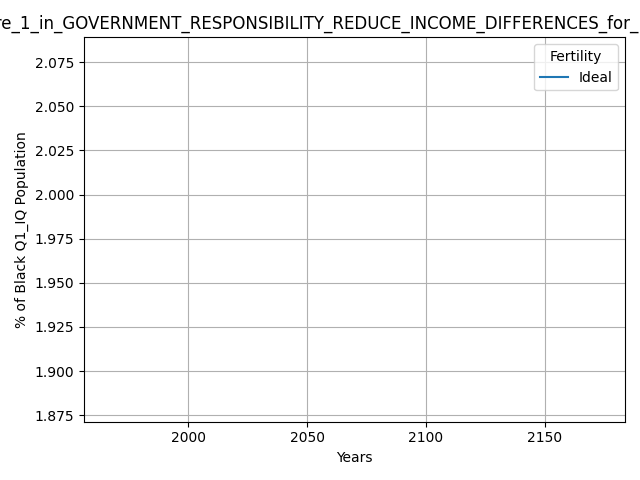 re_1_in_GOVERNMENT_RESPONSIBILITY_REDUCE_INCOME_DIFFERENCES_for_
Fertility
Ideal
% of Black Q1_IQ Population
2.075
2.050
2.025
2.000
1.975
1.950
1.925
1.900
1.875
2000 2050 2100 2150
Years